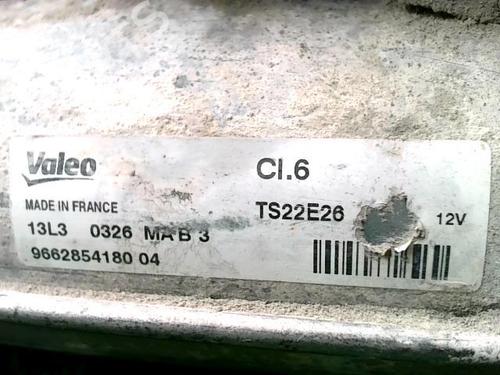 Valeo
Cl.6
MADE IN FRANCE
TS22E26
12V
13L3 0326 MA B 3
9662854180 04